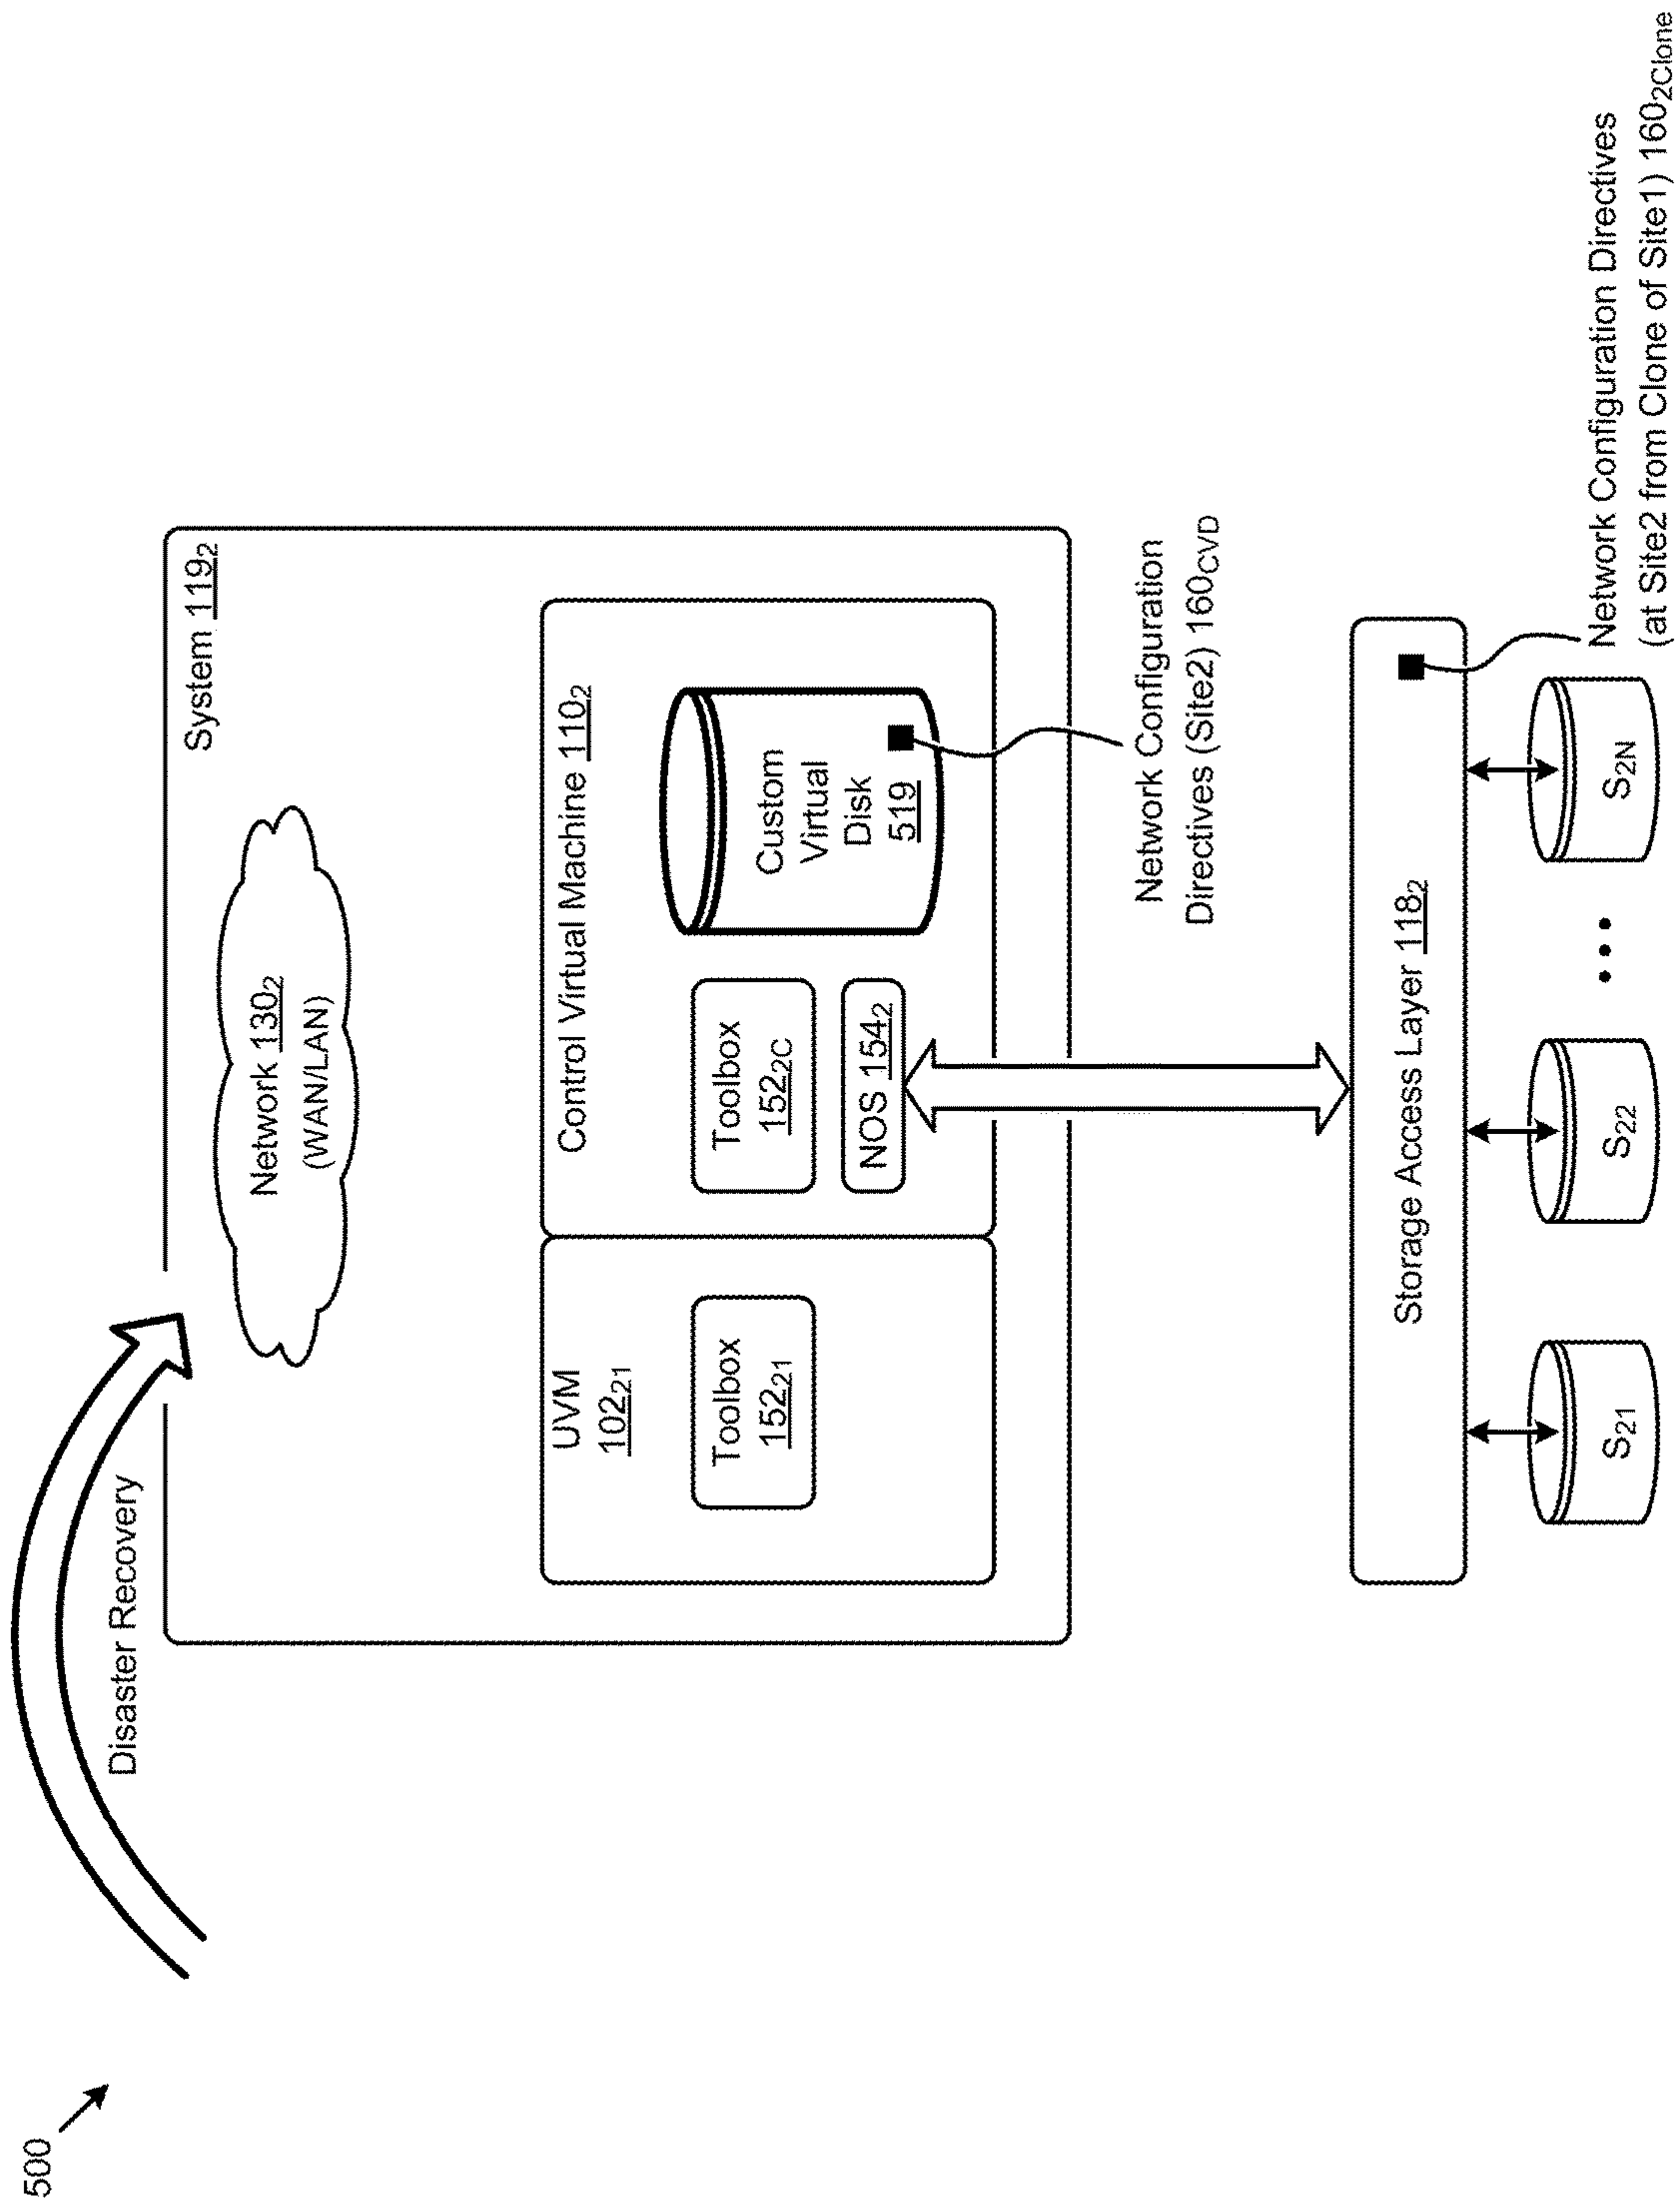 500
Disaster Recovery
System 119₂
Network 130₂
(WAN/LAN)
UVM
102₂₁
Toolbox
152₂₁
Control Virtual Machine 110₂
Toolbox
152₂C
NOS 154₂
Custom
Virtual
Disk
519
Network Configuration
Directives (Site2) 160CVD
Storage Access Layer 118₂
S₂₁
S₂₂
S₂N
Network Configuration Directives
(at Site2 from Clone of Site1) 160₂Clone